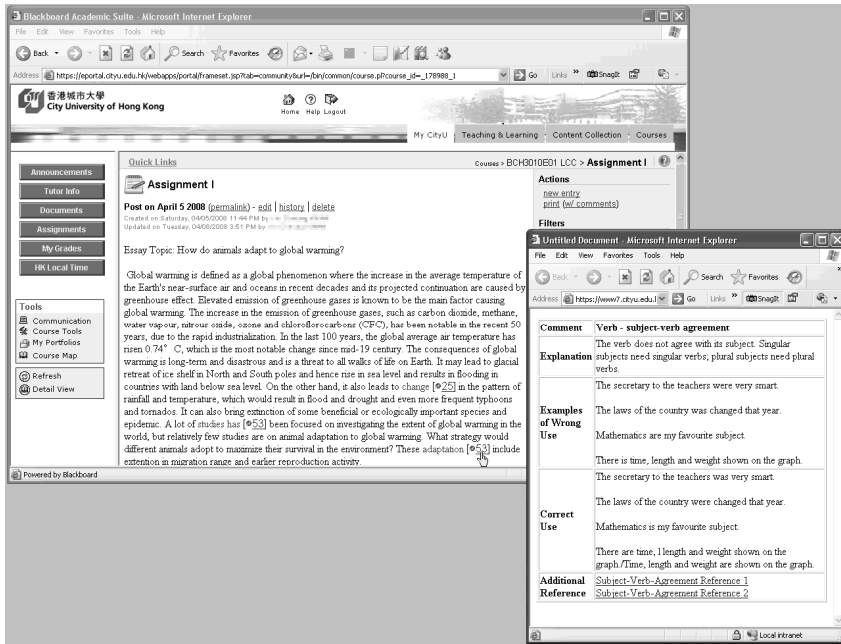 Blackboard Academic Suite - Microsoft Internet Explorer
File Edit View Favorites Tools Help
Back Search Favorites
Address https://eportal.cityu.edu.hk/webapps/portal/frameset.jsp?tab=community&url=/bin/common/course.pl?course_id=_178988_1 Go Links » SnagIt
香港城市大學
City University of Hong Kong
Home Help Logout
My CityU Teaching & Learning Content Collection Courses
Announcements
Tutor Info
Documents
Assignments
My Grades
HK Local Time
Tools
Communication
Course Tools
My Portfolios
Course Map
Refresh
Detail View
Quick Links
Courses > BCH3010E01 LCC > Assignment I
Assignment I
Post on April 5 2008 (permalink) - edit | history | delete
Created on Saturday, 04/05/2008 11:44 PM by
Updated on Tuesday, 04/08/2008 3:51 PM by
Essay Topic: How do animals adapt to global warming?
Global warming is defined as a global phenomenon where the increase in the average temperature of
the Earth's near-surface air and oceans in recent decades and its projected continuation are caused by
greenhouse effect. Elevated emission of greenhouse gases is known to be the main factor causing
global warming. The increase in the emission of greenhouse gases, such as carbon dioxide, methane,
water vapour, nitrous oxide, ozone and chloroflorocarbons (CFC), has been notable in the recent 50
years, due to the rapid industrialization. In the last 100 years, the global average air temperature has
risen 0.74° C, which is the most notable change since mid-19 century. The consequences of global
warming is long-term and disastrous and is a threat to all walks of life on Earth. It may lead to glacial
retreat of ice shelf in North and South poles and hence rise in sea level and results in flooding in
countries with land below sea level. On the other hand, it also leads to change [25] in the pattern of
rainfall and temperature, which would result in flood and drought and even more frequent typhoons
and tornados. It can also bring extinction of some beneficial or ecologically important species and
epidemic. A lot of studies has [53] been focused on investigating the extent of global warming in the
world, but relatively few studies are on animal adaptation to global warming. What strategy would
different animals adopt to maximize their survival in the environment? These adaptation [53] include
extention in migration range and earlier reproduction activity.
Actions
new entry
print (w/ comments)
Filters
Powered by Blackboard
Untitled Document - Microsoft Internet Explorer
File Edit View Favorites Tools Help
Back Search Favorites
Address https://www7.cityu.edu.l Go Links » SnagIt
Comment Verb - subject-verb agreement
Explanation The verb does not agree with its subject. Singular
subjects need singular verbs; plural subjects need plural
verbs.
Examples of Wrong Use
The secretary to the teachers were very smart.
The laws of the country was changed that year.
Mathematics are my favourite subject.
There is time, length and weight shown on the graph.
Correct Use
The secretary to the teachers was very smart.
The laws of the country were changed that year.
Mathematics is my favourite subject.
There are time, l length and weight shown on the
graph./Time, length and weight are shown on the graph.
Additional Reference
Subject-Verb-Agreement Reference 1
Subject-Verb-Agreement Reference 2
Local intranet